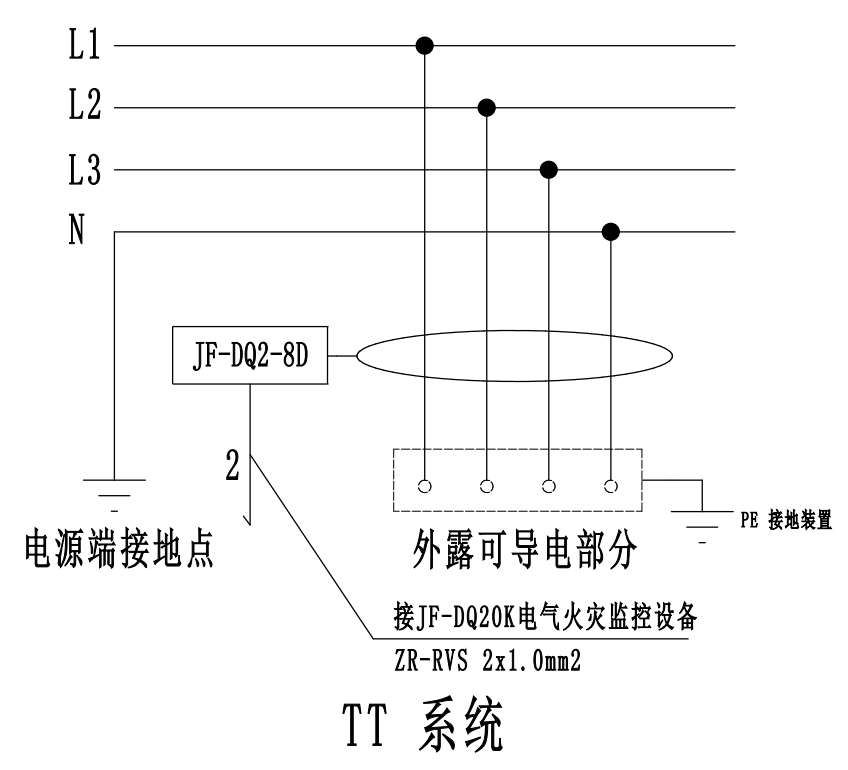 L1
L2
L3
N
JF-DQ2-8D
2
PE 接地装置
电源端接地点
外露可导电部分
接JF-DQ20K电气火灾监控设备
ZR-RVS 2x1.0mm2
TT 系统